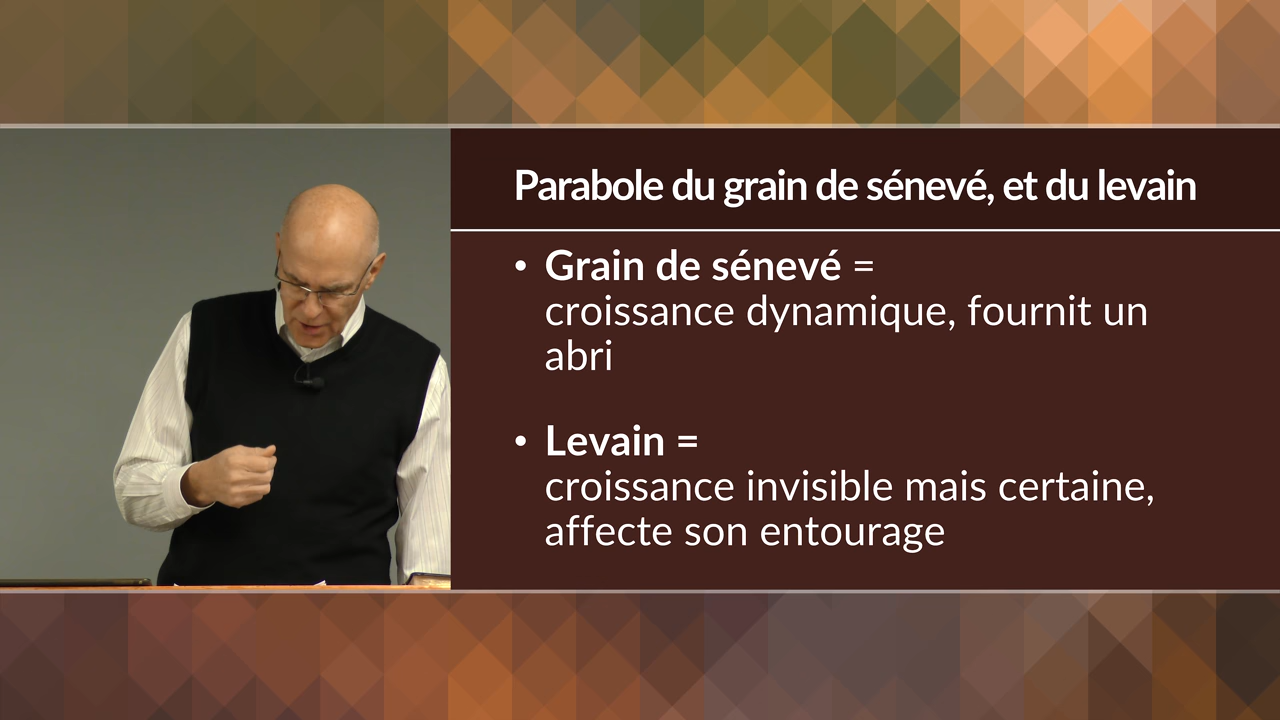 Parabole du grain de sénevé, et du levain
• Grain de sénevé =
croissance dynamique, fournit un
abri
• Levain =
croissance invisible mais certaine,
affecte son entourage